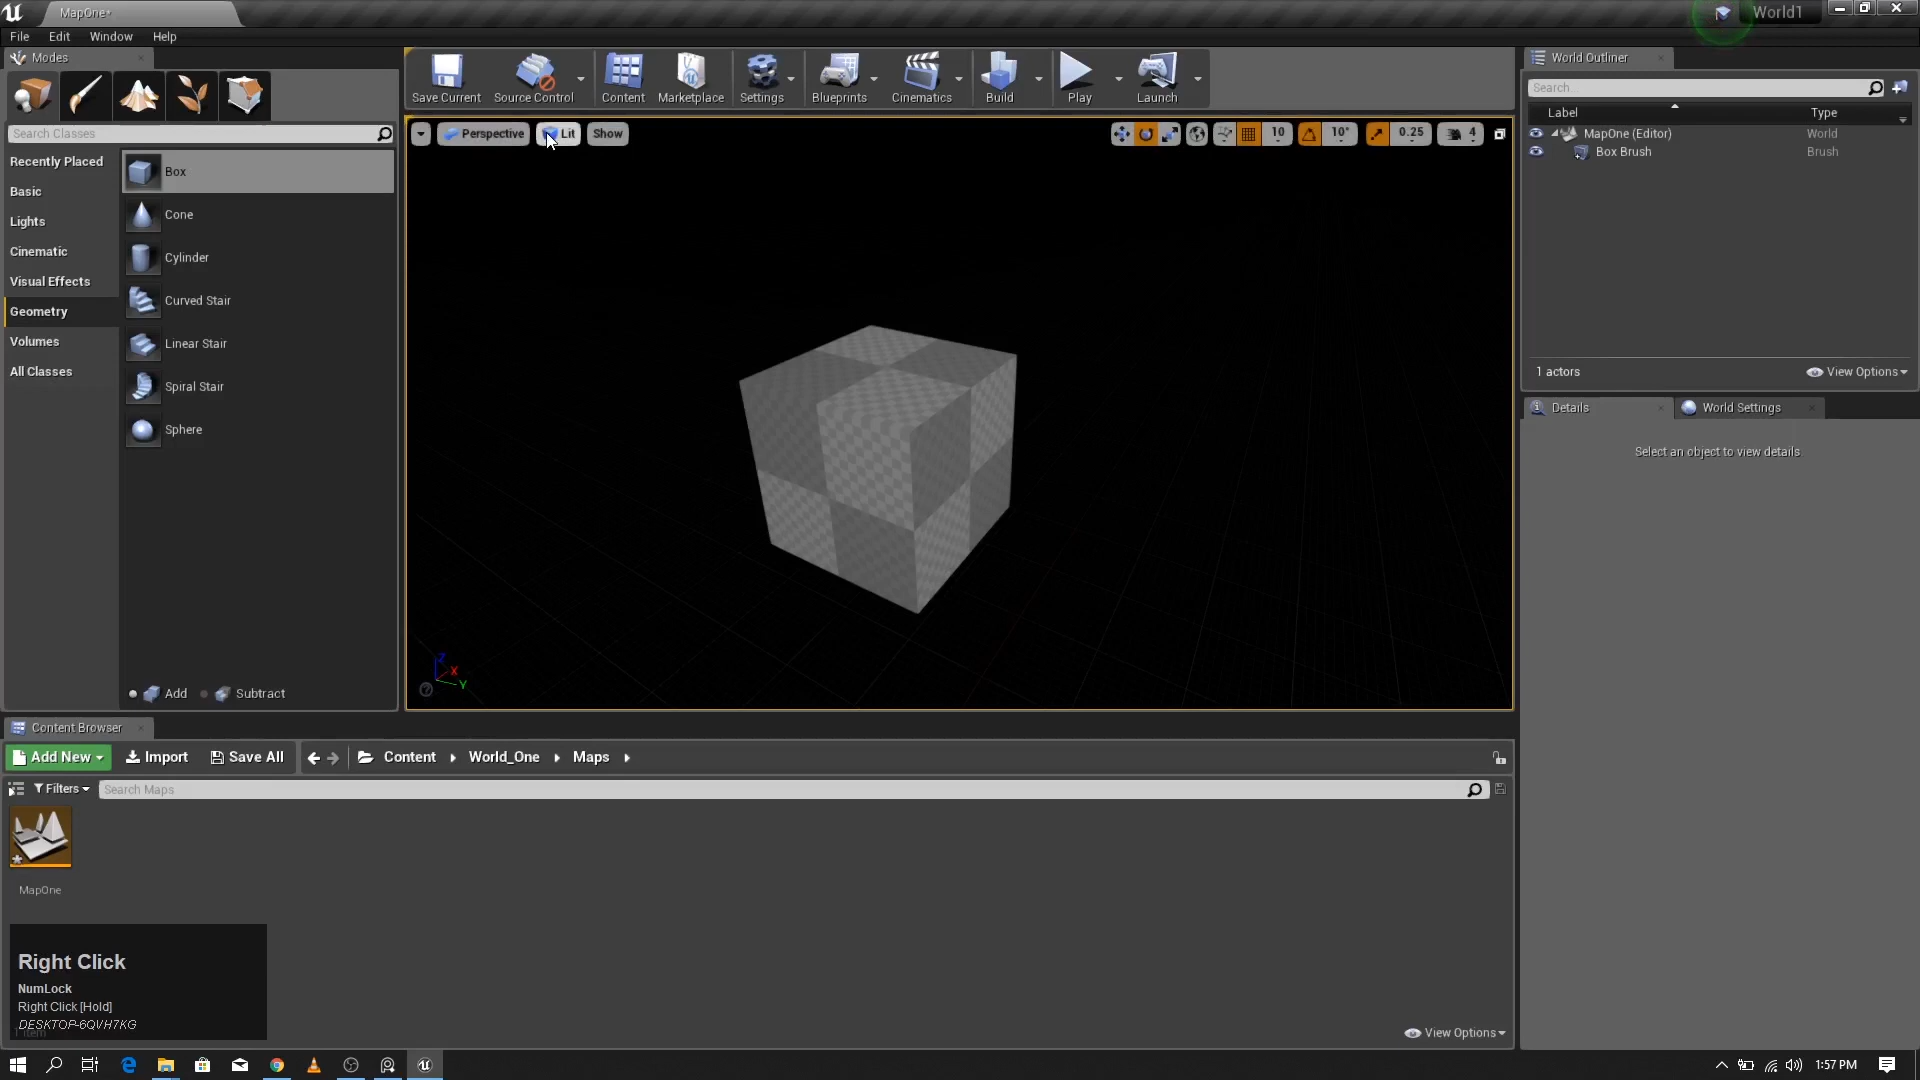 MapOne*
World1
File Edit Window Help
Modes
Save Current
Source Control
Content
Marketplace
Settings
Blueprints
Cinematics
Build
Play
Launch
Search Classes
Recently Placed
Basic
Lights
Cinematic
Visual Effects
Geometry
Volumes
All Classes
Box
Cone
Cylinder
Curved Stair
Linear Stair
Spiral Stair
Sphere
Add
Subtract
Perspective
Lit
Show
10
10°
0.25
4
Z
X
Y
World Outliner
Search...
Label Type
MapOne (Editor) World
Box Brush Brush
1 actors
View Options
Details
World Settings
Select an object to view details.
Content Browser
Add New
Import
Save All
Content
World_One
Maps
Filters
Search Maps
MapOne
Right Click
NumLock
Right Click [Hold]
DESKTOP-6QVH7KG
View Options
1:57 PM